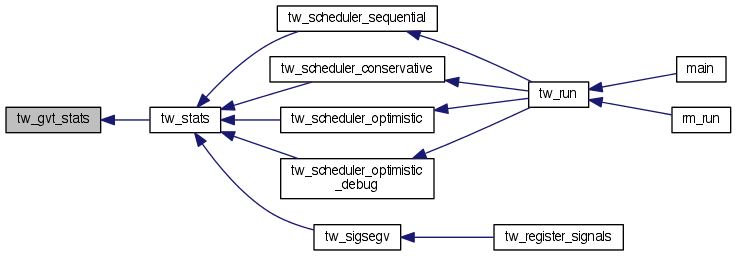 tw_scheduler_sequential
tw_scheduler_conservative
main
tw_run
tw_gvt_stats
tw_stats
tw_scheduler_optimistic
rm_run
tw_scheduler_optimistic
_debug
tw_sigsegv
tw_register_signals